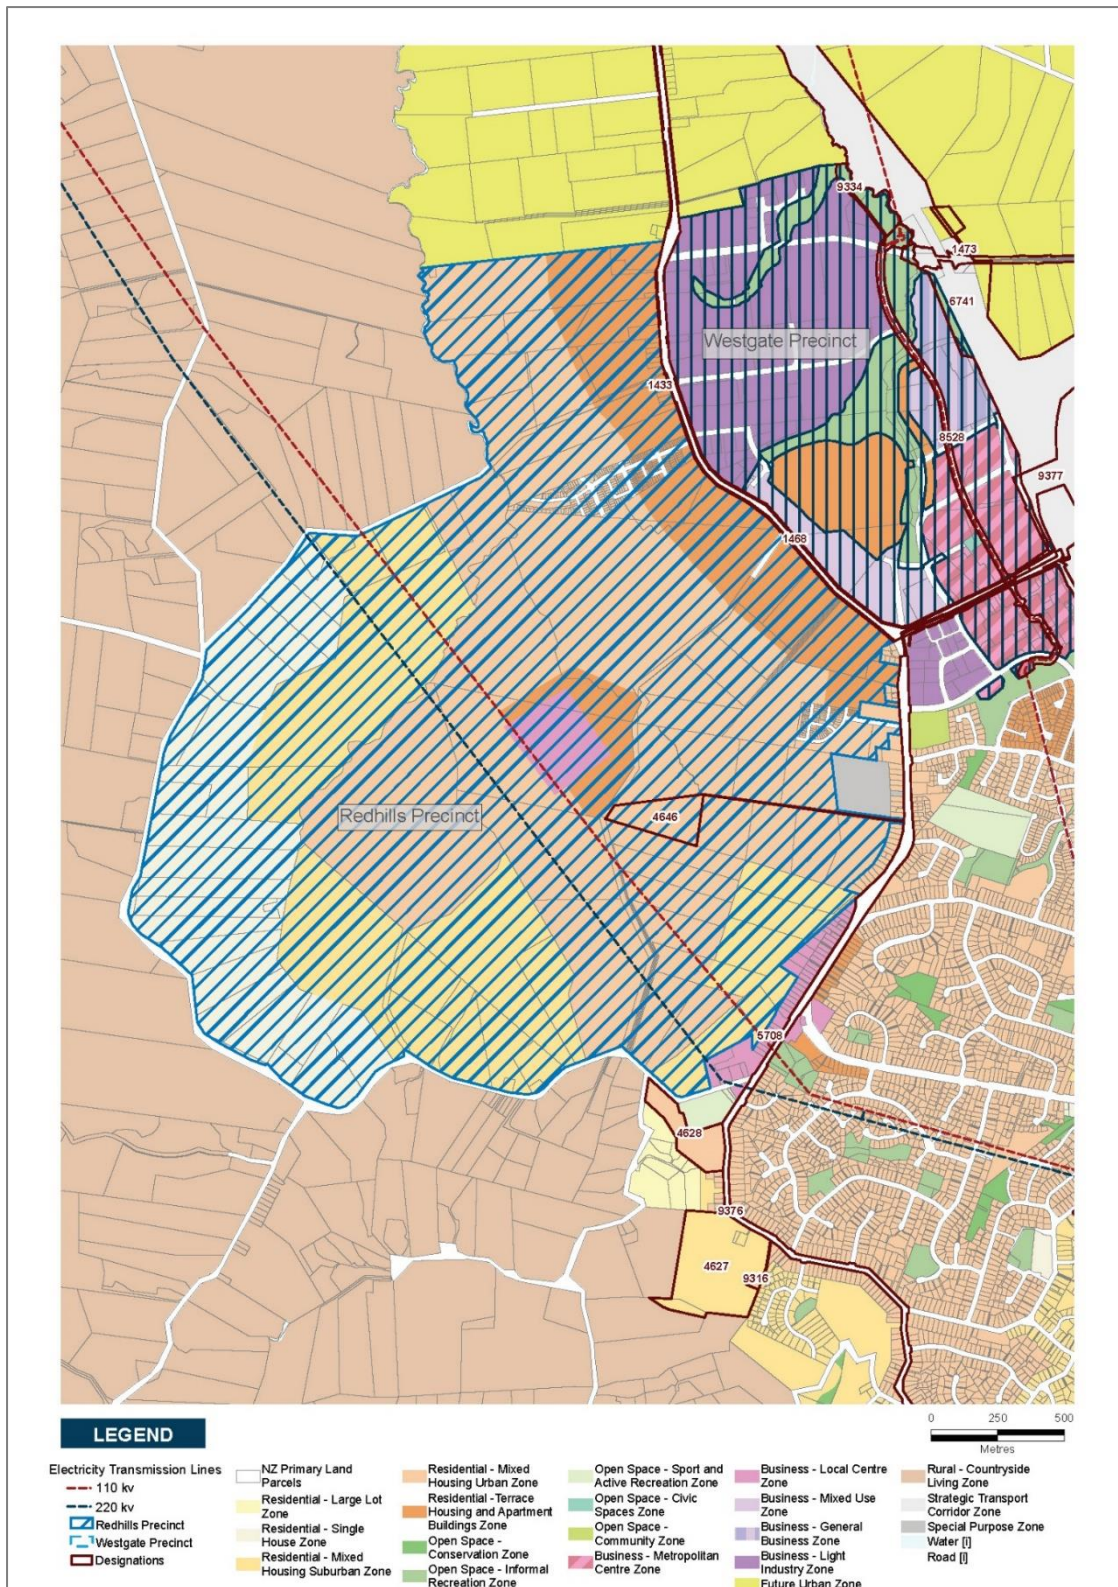 9334
1473
6741
Westgate Precinct
1433
8528
9377
1468
Redhills Precinct
4646
5708
4628
9376
4627
9316
LEGEND
0 250 500
Metres
Electricity Transmission Lines
110 kv
220 kv
Redhills Precinct
Westgate Precinct
Designations
NZ Primary Land
Parcels
Residential - Large Lot
Zone
Residential - Single
House Zone
Residential - Mixed
Housing Suburban Zone
Residential - Mixed
Housing Urban Zone
Residential - Terrace
Housing and Apartment
Buildings Zone
Open Space -
Conservation Zone
Open Space - Informal
Recreation Zone
Open Space - Sport and
Active Recreation Zone
Open Space - Civic
Spaces Zone
Open Space -
Community Zone
Business - Metropolitan
Centre Zone
Business - Local Centre
Zone
Business - Mixed Use
Zone
Business - General
Business Zone
Business - Light
Industry Zone
Future Urban Zone
Rural - Countryside
Living Zone
Strategic Transport
Corridor Zone
Special Purpose Zone
Water [i]
Road [i]